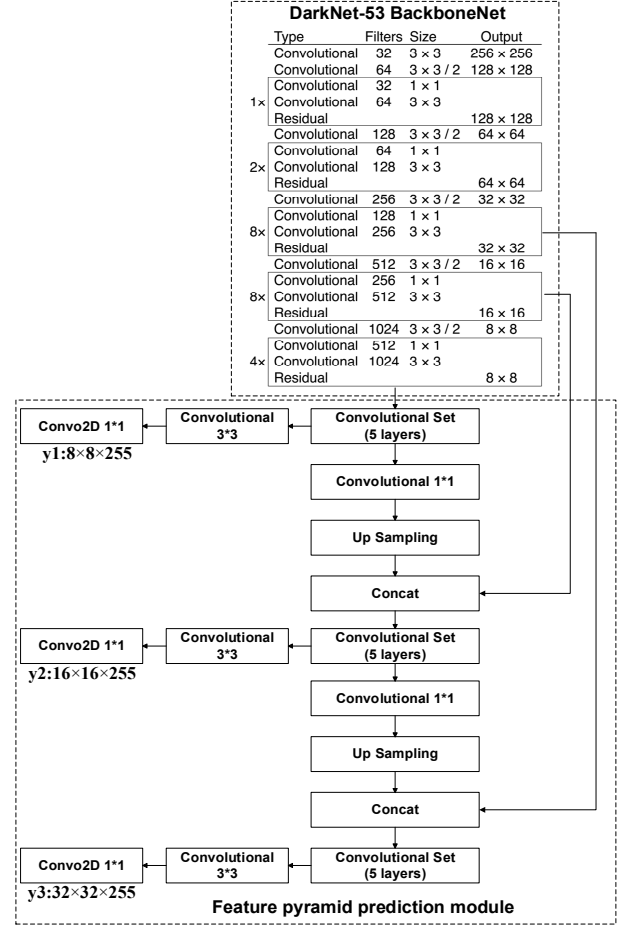 DarkNet-53 BackboneNet
Type Filters Size Output
Convolutional 32 3 × 3 256 × 256
Convolutional 64 3 × 3 / 2 128 × 128
Convolutional 32 1 × 1
1× Convolutional 64 3 × 3
Residual 128 × 128
Convolutional 128 3 × 3 / 2 64 × 64
Convolutional 64 1 × 1
2× Convolutional 128 3 × 3
Residual 64 × 64
Convolutional 256 3 × 3 / 2 32 × 32
Convolutional 128 1 × 1
8× Convolutional 256 3 × 3
Residual 32 × 32
Convolutional 512 3 × 3 / 2 16 × 16
Convolutional 256 1 × 1
8× Convolutional 512 3 × 3
Residual 16 × 16
Convolutional 1024 3 × 3 / 2 8 × 8
Convolutional 512 1 × 1
4× Convolutional 1024 3 × 3
Residual 8 × 8
Convo2D 1*1
Convolutional
3*3
Convolutional Set
(5 layers)
y1:8×8×255
Convolutional 1*1
Up Sampling
Concat
Convo2D 1*1
Convolutional
3*3
Convolutional Set
(5 layers)
y2:16×16×255
Convolutional 1*1
Up Sampling
Concat
Convo2D 1*1
Convolutional
3*3
Convolutional Set
(5 layers)
y3:32×32×255
Feature pyramid prediction module